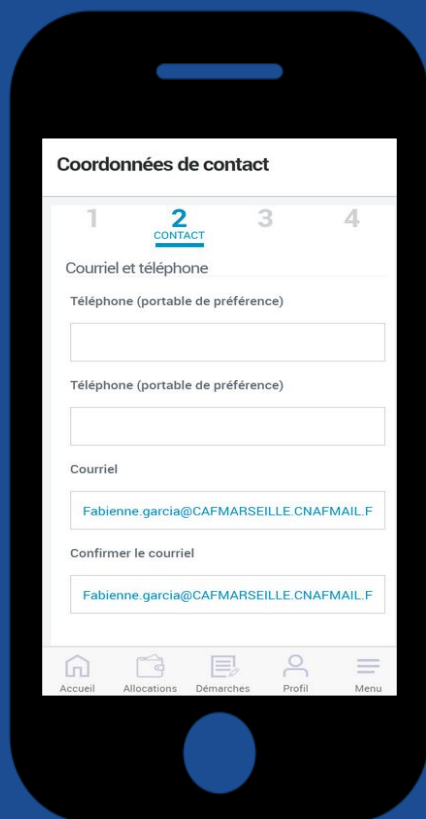 Coordonnées de contact
1 2 3 4
CONTACT
Courriel et téléphone
Téléphone (portable de préférence)
Téléphone (portable de préférence)
Courriel
Fabienne.garcia@CAFMARSEILLE.CNAFMAIL.F
Confirmer le courriel
Fabienne.garcia@CAFMARSEILLE.CNAFMAIL.F
Accueil Allocations Démarches Profil Menu